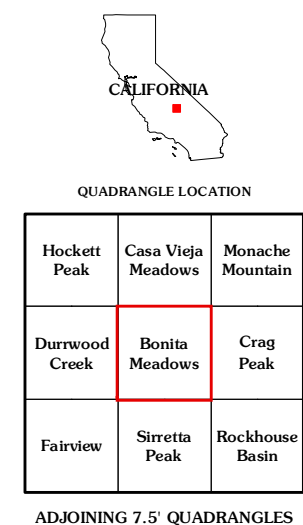 CALIFORNIA
QUADRANGLE LOCATION
Hockett
Peak
Casa Vieja
Meadows
Monache
Mountain
Durrwood
Creek
Bonita
Meadows
Crag
Peak
Fairview
Sirretta
Peak
Rockhouse
Basin
ADJOINING 7.5' QUADRANGLES